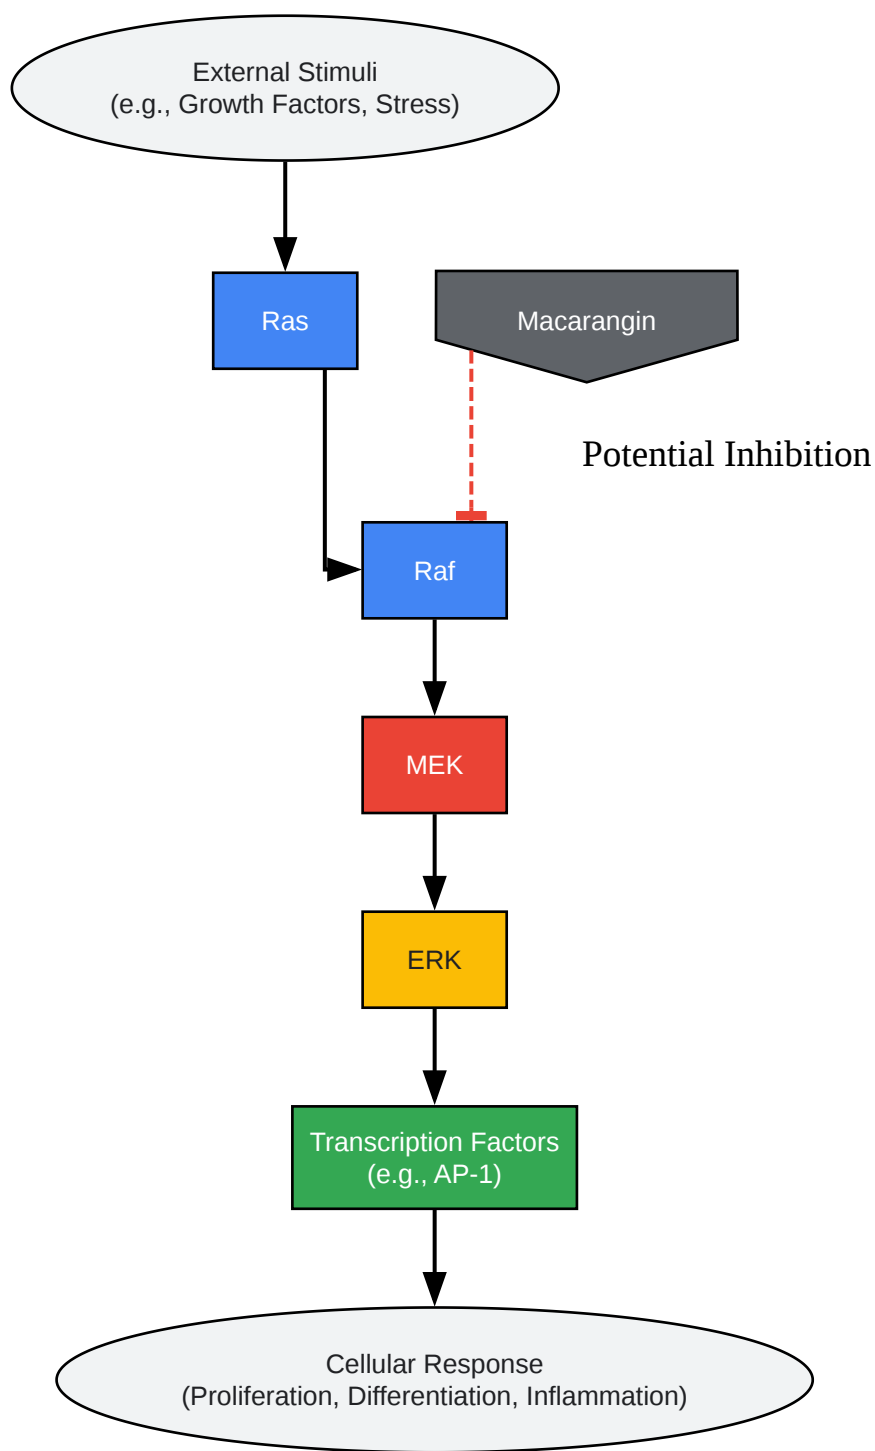 External Stimuli
(e.g., Growth Factors, Stress)
Ras
Macarangin
Potential Inhibition
Raf
MEK
ERK
Transcription Factors
(e.g., AP-1)
Cellular Response
(Proliferation, Differentiation, Inflammation)